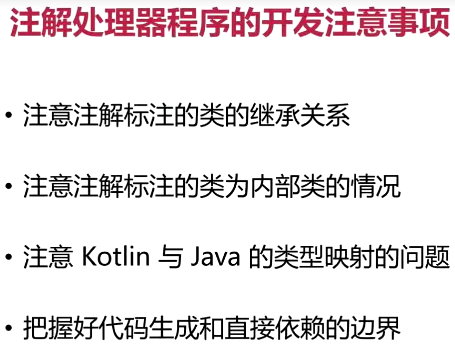 注解处理器程序的开发注意事项
• 注意注解标注的类的继承关系
• 注意注解标注的类为内部类的情况
• 注意 Kotlin 与 Java 的类型映射的问题
• 把握好代码生成和直接依赖的边界